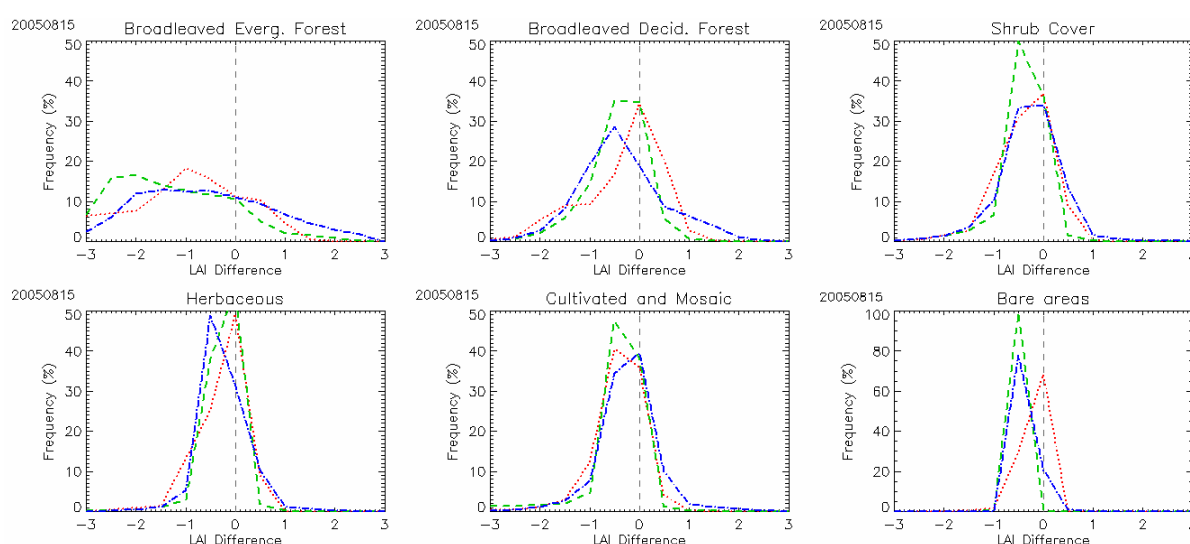 20050815 Broadleaved Everg. Forest
50
40
30
20
10
0
Frequency (%)
-3 -2 -1 0 1 2 3
LAI Difference
20050815 Broadleaved Decid. Forest
50
40
30
20
10
0
Frequency (%)
-3 -2 -1 0 1 2 3
LAI Difference
20050815 Shrub Cover
50
40
30
20
10
0
Frequency (%)
-3 -2 -1 0 1 2 3
LAI Difference
20050815 Herbaceous
50
40
30
20
10
0
Frequency (%)
-3 -2 -1 0 1 2 3
LAI Difference
20050815 Cultivated and Mosaic
50
40
30
20
10
0
Frequency (%)
-3 -2 -1 0 1 2 3
LAI Difference
20050815 Bare areas
100
80
60
40
20
0
Frequency (%)
-3 -2 -1 0 1 2 3
LAI Difference